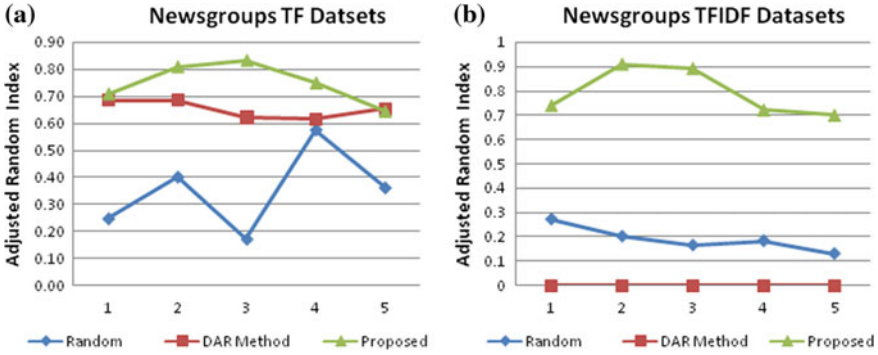 (a)
Newsgroups TF Datsets
Adjusted Random Index
0.90
0.80
0.70
0.60
0.50
0.40
0.30
0.20
0.10
0.00
1 2 3 4 5
Random DAR Method Proposed
(b)
Newsgroups TFIDF Datasets
Adjusted Random Index
1
0.9
0.8
0.7
0.6
0.5
0.4
0.3
0.2
0.1
0
1 2 3 4 5
Random DAR Method Proposed